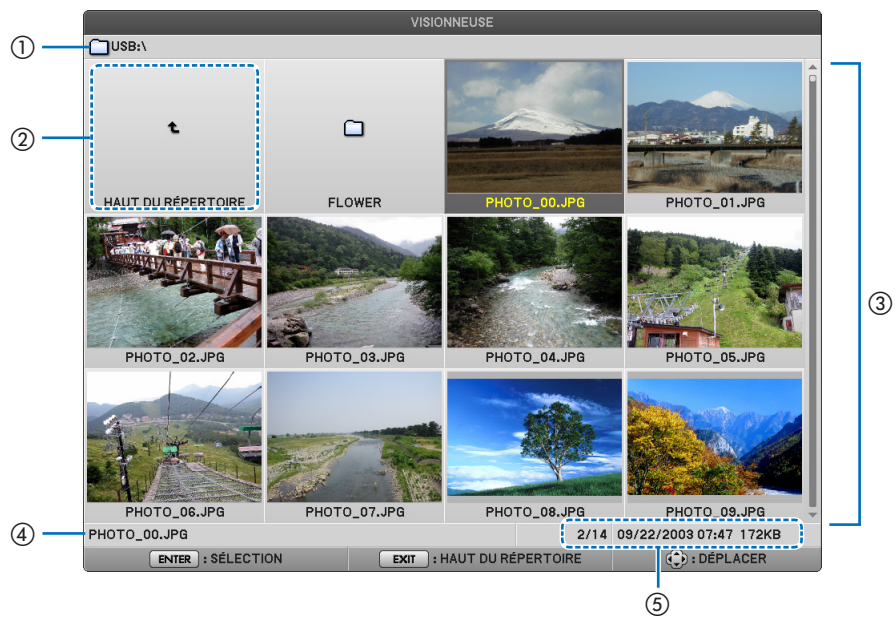 VISIONNEUSE
① USB:\
②
HAUT DU RÉPERTOIRE FLOWER PHOTO_00.JPG PHOTO_01.JPG
③
PHOTO_02.JPG PHOTO_03.JPG PHOTO_04.JPG PHOTO_05.JPG
PHOTO_06.JPG PHOTO_07.JPG PHOTO_08.JPG PHOTO_09.JPG
④ PHOTO_00.JPG 2/14 09/22/2003 07:47 172KB
ENTER : SÉLECTION EXIT : HAUT DU RÉPERTOIRE : DÉPLACER
⑤